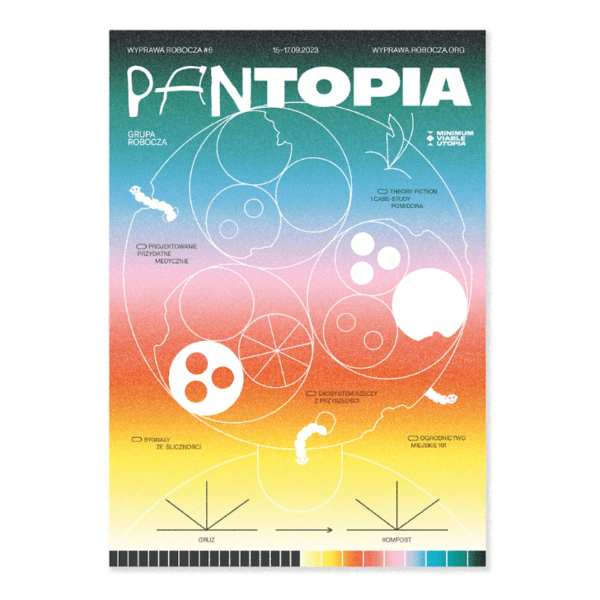 WYPRAWA ROBOCZA #6
15–17.09.2023
WYPRAWA.ROBOCZA.ORG
PANTOPIA
GRUPA
ROBOCZA
MINIMUM
VIABLE
UTOPIA
THEORY FICTION
I CASE-STUDY
POMIDORA
PROJEKTOWANIE
PRZYDATNE
MEDYCZNIE
EKOSYSTEM RZECZY
Z PRZYSZŁOŚCI
SYGNAŁY
ZE ŚLICZNOŚCI
OGRODNICTWO
MIEJSKIE 101
GRUZ
KOMPOST